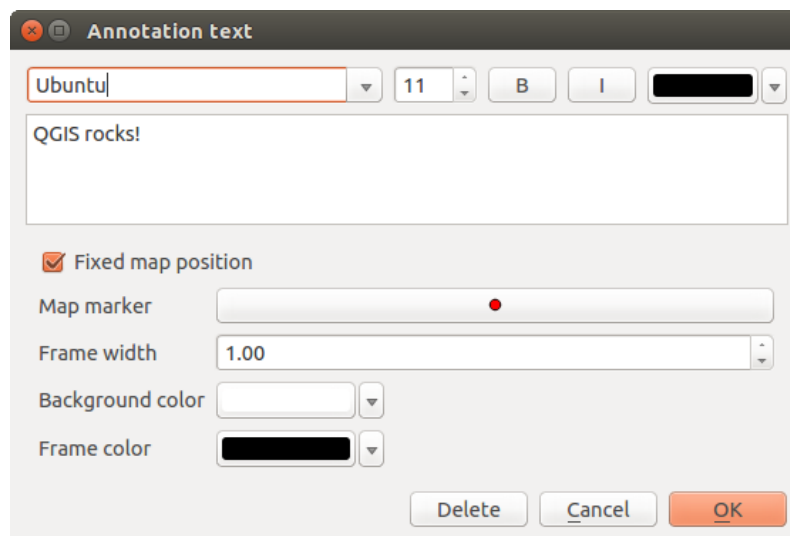 Annotation text
Ubuntu 11 B I
QGIS rocks!
Fixed map position
Map marker
Frame width 1.00
Background color
Frame color
Delete Cancel OK